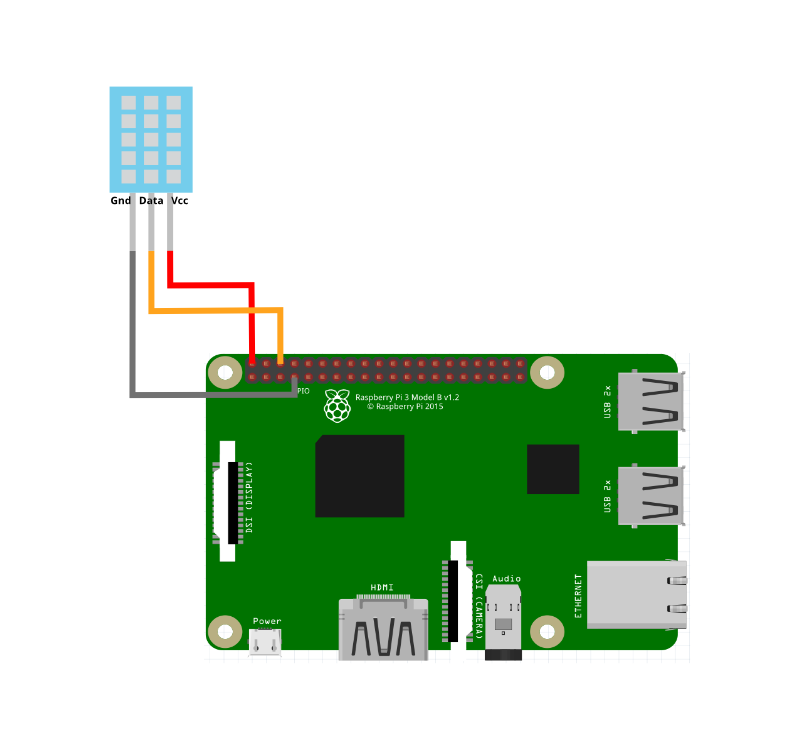 Gnd Data Vcc
PIO
Raspberry Pi 3 Model B v1.2
© Raspberry Pi 2015
USB 2x
DSI (DISPLAY)
USB 2x
HDMI
CSI (CAMERA)
Audio
ETHERNET
Power